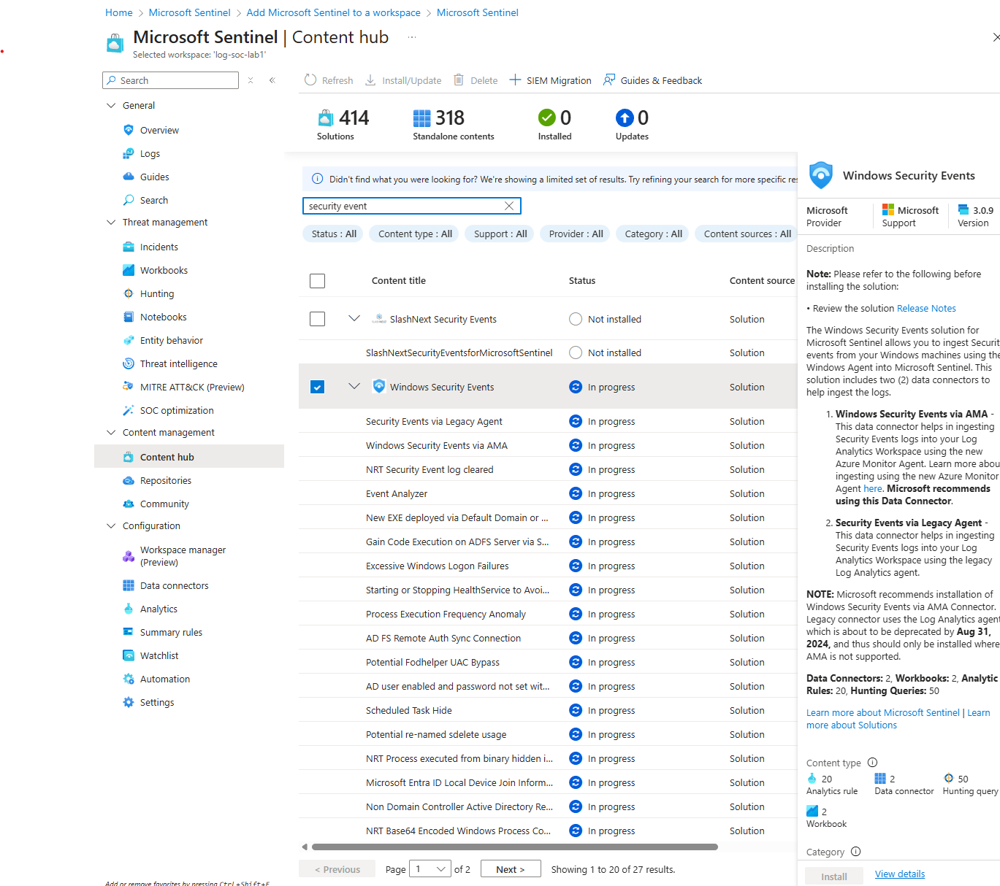 Home > Microsoft Sentinel > Add Microsoft Sentinel to a workspace > Microsoft Sentinel
Microsoft Sentinel | Content hub ...
Selected workspace: 'log-soc-lab1'
Search
General
Overview
Logs
Guides
Search
Threat management
Incidents
Workbooks
Hunting
Notebooks
Entity behavior
Threat intelligence
MITRE ATT&CK (Preview)
SOC optimization
Content management
Content hub
Repositories
Community
Configuration
Workspace manager
(Preview)
Data connectors
Analytics
Summary rules
Watchlist
Automation
Settings
Add or remove favorites by pressing Ctrl+Shift+F
Refresh Install/Update Delete SIEM Migration Guides & Feedback
414 318 0 0
Solutions Standalone contents Installed Updates
Didn't find what you were looking for? We're showing a limited set of results. Try refining your search for more specific res
security event
Status : All Content type : All Support : All Provider : All Category : All Content sources : All
Content title Status Content source
SlashNext Security Events Not installed Solution
SlashNextSecurityEventsforMicrosoftSentinel Not installed Solution
Windows Security Events In progress Solution
Security Events via Legacy Agent In progress Solution
Windows Security Events via AMA In progress Solution
NRT Security Event log cleared In progress Solution
Event Analyzer In progress Solution
New EXE deployed via Default Domain or ... In progress Solution
Gain Code Execution on ADFS Server via S... In progress Solution
Excessive Windows Logon Failures In progress Solution
Starting or Stopping HealthService to Avoi... In progress Solution
Process Execution Frequency Anomaly In progress Solution
AD FS Remote Auth Sync Connection In progress Solution
Potential Fodhelper UAC Bypass In progress Solution
AD user enabled and password not set wit... In progress Solution
Scheduled Task Hide In progress Solution
Potential re-named sdelete usage In progress Solution
NRT Process executed from binary hidden i... In progress Solution
Microsoft Entra ID Local Device Join Inform... In progress Solution
Non Domain Controller Active Directory Re... In progress Solution
NRT Base64 Encoded Windows Process Co... In progress Solution
< Previous Page 1 of 2 Next > Showing 1 to 20 of 27 results.
Windows Security Events
Microsoft Microsoft 3.0.9
Provider Support Version
Description
Note: Please refer to the following before
installing the solution:
• Review the solution Release Notes
The Windows Security Events solution for
Microsoft Sentinel allows you to ingest Securit
events from your Windows machines using the
Windows Agent into Microsoft Sentinel. This
solution includes two (2) data connectors to
help ingest the logs.
1. Windows Security Events via AMA -
This data connector helps in ingesting
Security Events logs into your Log
Analytics Workspace using the new
Azure Monitor Agent. Learn more abou
ingesting using the new Azure Monitor
Agent here. Microsoft recommends
using this Data Connector.
2. Security Events via Legacy Agent -
This data connector helps in ingesting
Security Events logs into your Log
Analytics Workspace using the legacy
Log Analytics agent.
NOTE: Microsoft recommends installation of
Windows Security Events via AMA Connector.
Legacy connector uses the Log Analytics agent
which is about to be deprecated by Aug 31,
2024, and thus should only be installed where
AMA is not supported.
Data Connectors: 2, Workbooks: 2, Analytic
Rules: 20, Hunting Queries: 50
Learn more about Microsoft Sentinel | Learn
more about Solutions
Content type
20 2 50
Analytics rule Data connector Hunting query
2
Workbook
Category
Install View details